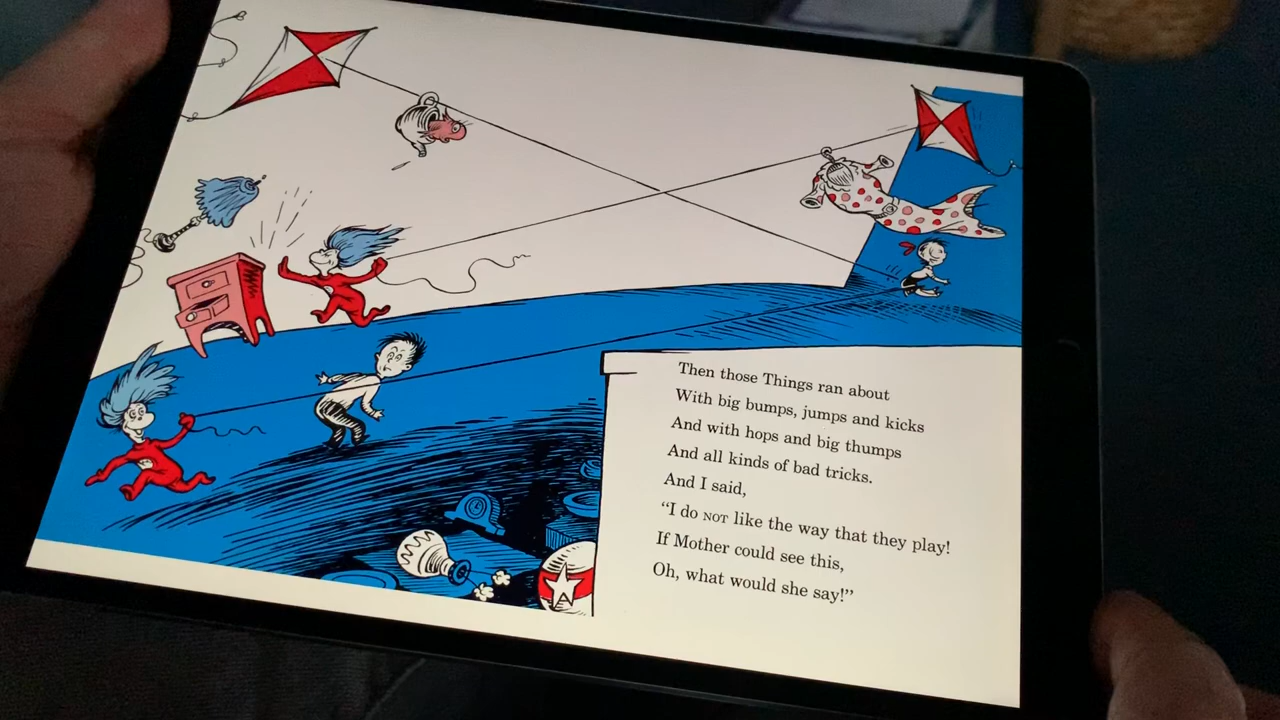 Then those Things ran about
With big bumps, jumps and kicks
And with hops and big thumps
And all kinds of bad tricks.
And I said,
“I do NOT like the way that they play!
If Mother could see this,
Oh, what would she say!”
A